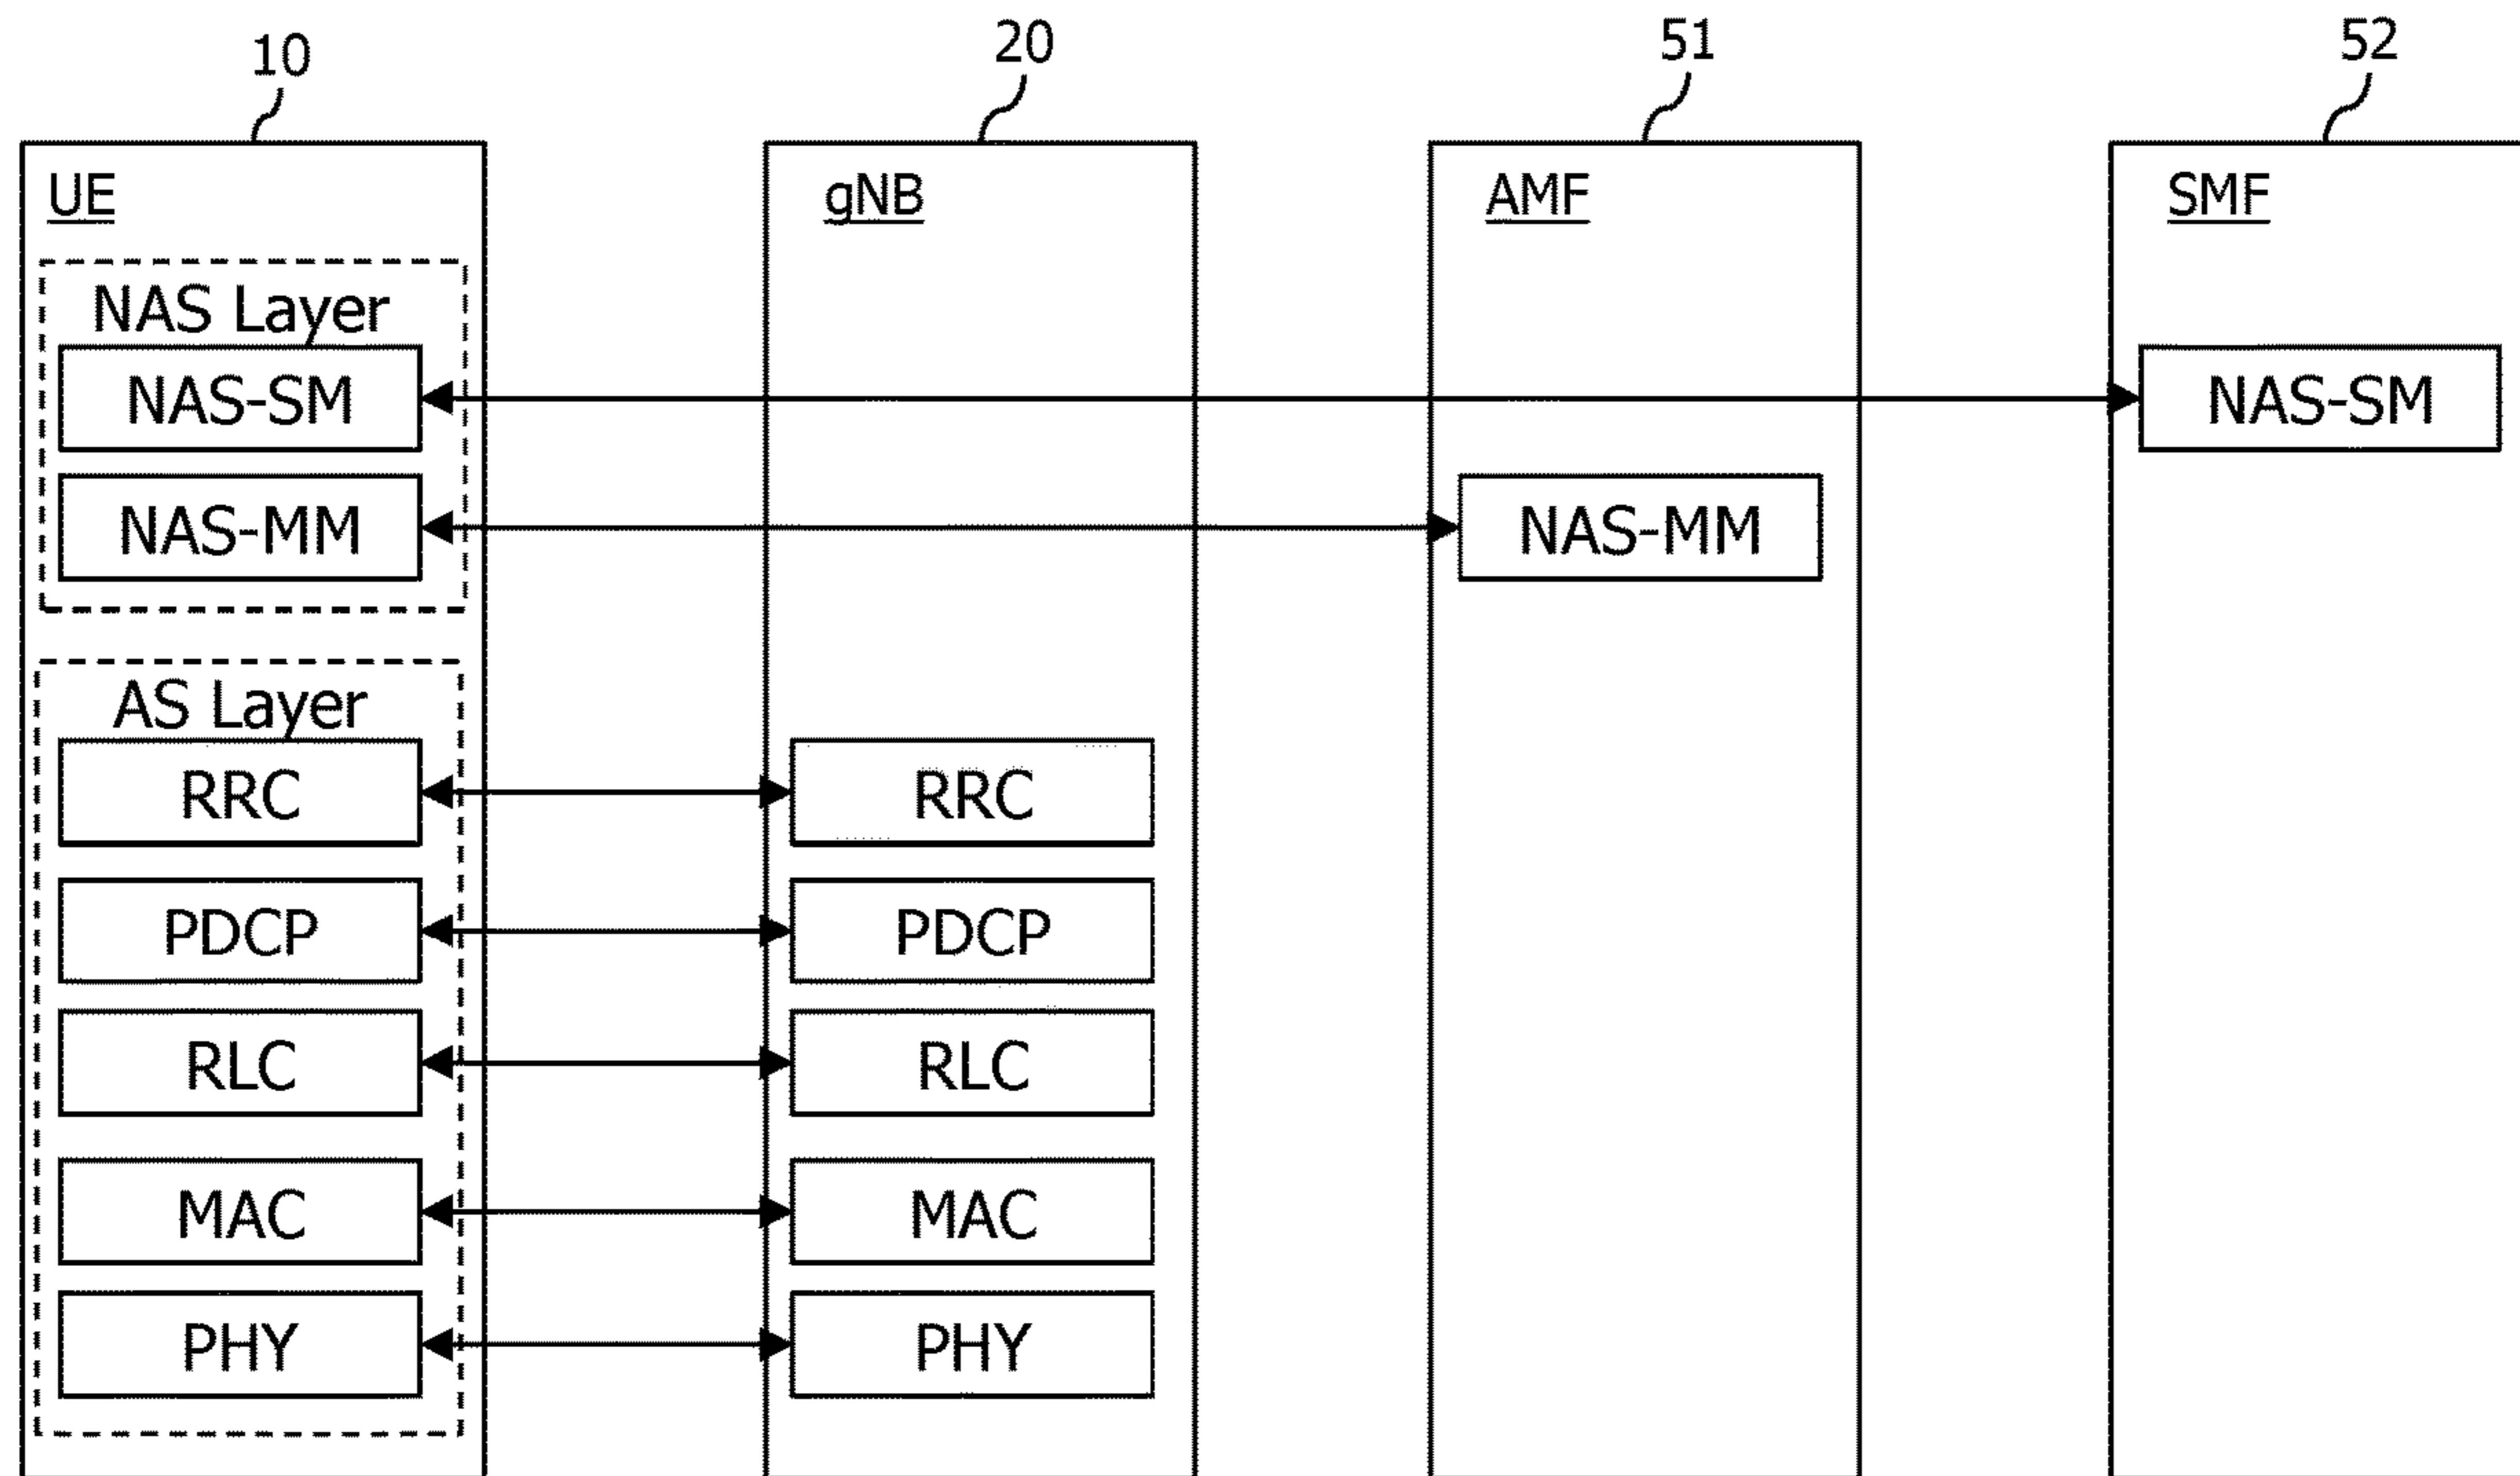 10 20 51 52
UE gNB AMF SMF
NAS Layer
NAS-SM NAS-SM
NAS-MM NAS-MM
AS Layer
RRC RRC
PDCP PDCP
RLC RLC
MAC MAC
PHY PHY